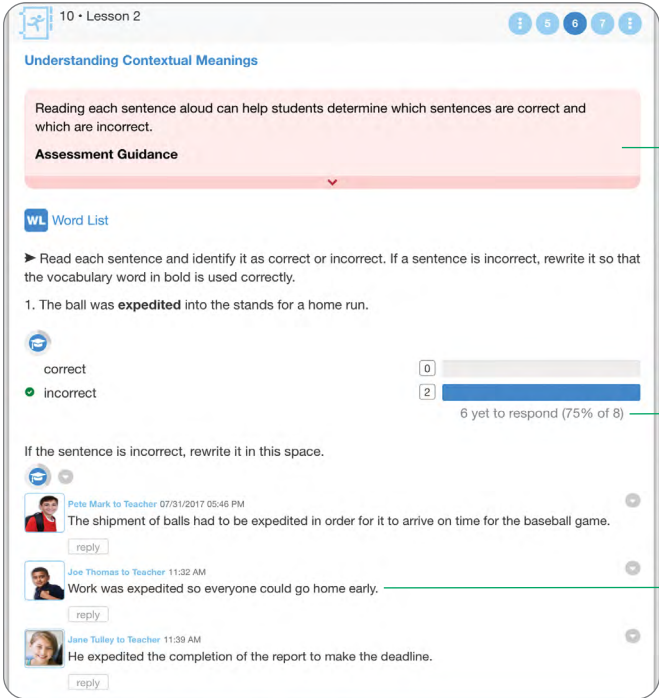 10 • Lesson 2
5 6 7
Understanding Contextual Meanings
Reading each sentence aloud can help students determine which sentences are correct and
which are incorrect.
Assessment Guidance
WL Word List
➤ Read each sentence and identify it as correct or incorrect. If a sentence is incorrect, rewrite it so that
the vocabulary word in bold is used correctly.
1. The ball was expedited into the stands for a home run.
correct 0
incorrect 2
6 yet to respond (75% of 8)
If the sentence is incorrect, rewrite it in this space.
Pete Mark to Teacher 07/31/2017 05:46 PM
The shipment of balls had to be expedited in order for it to arrive on time for the baseball game.
reply
Joe Thomas to Teacher 11:32 AM
Work was expedited so everyone could go home early.
reply
Jane Tulley to Teacher 11:39 AM
He expedited the completion of the report to make the deadline.
reply